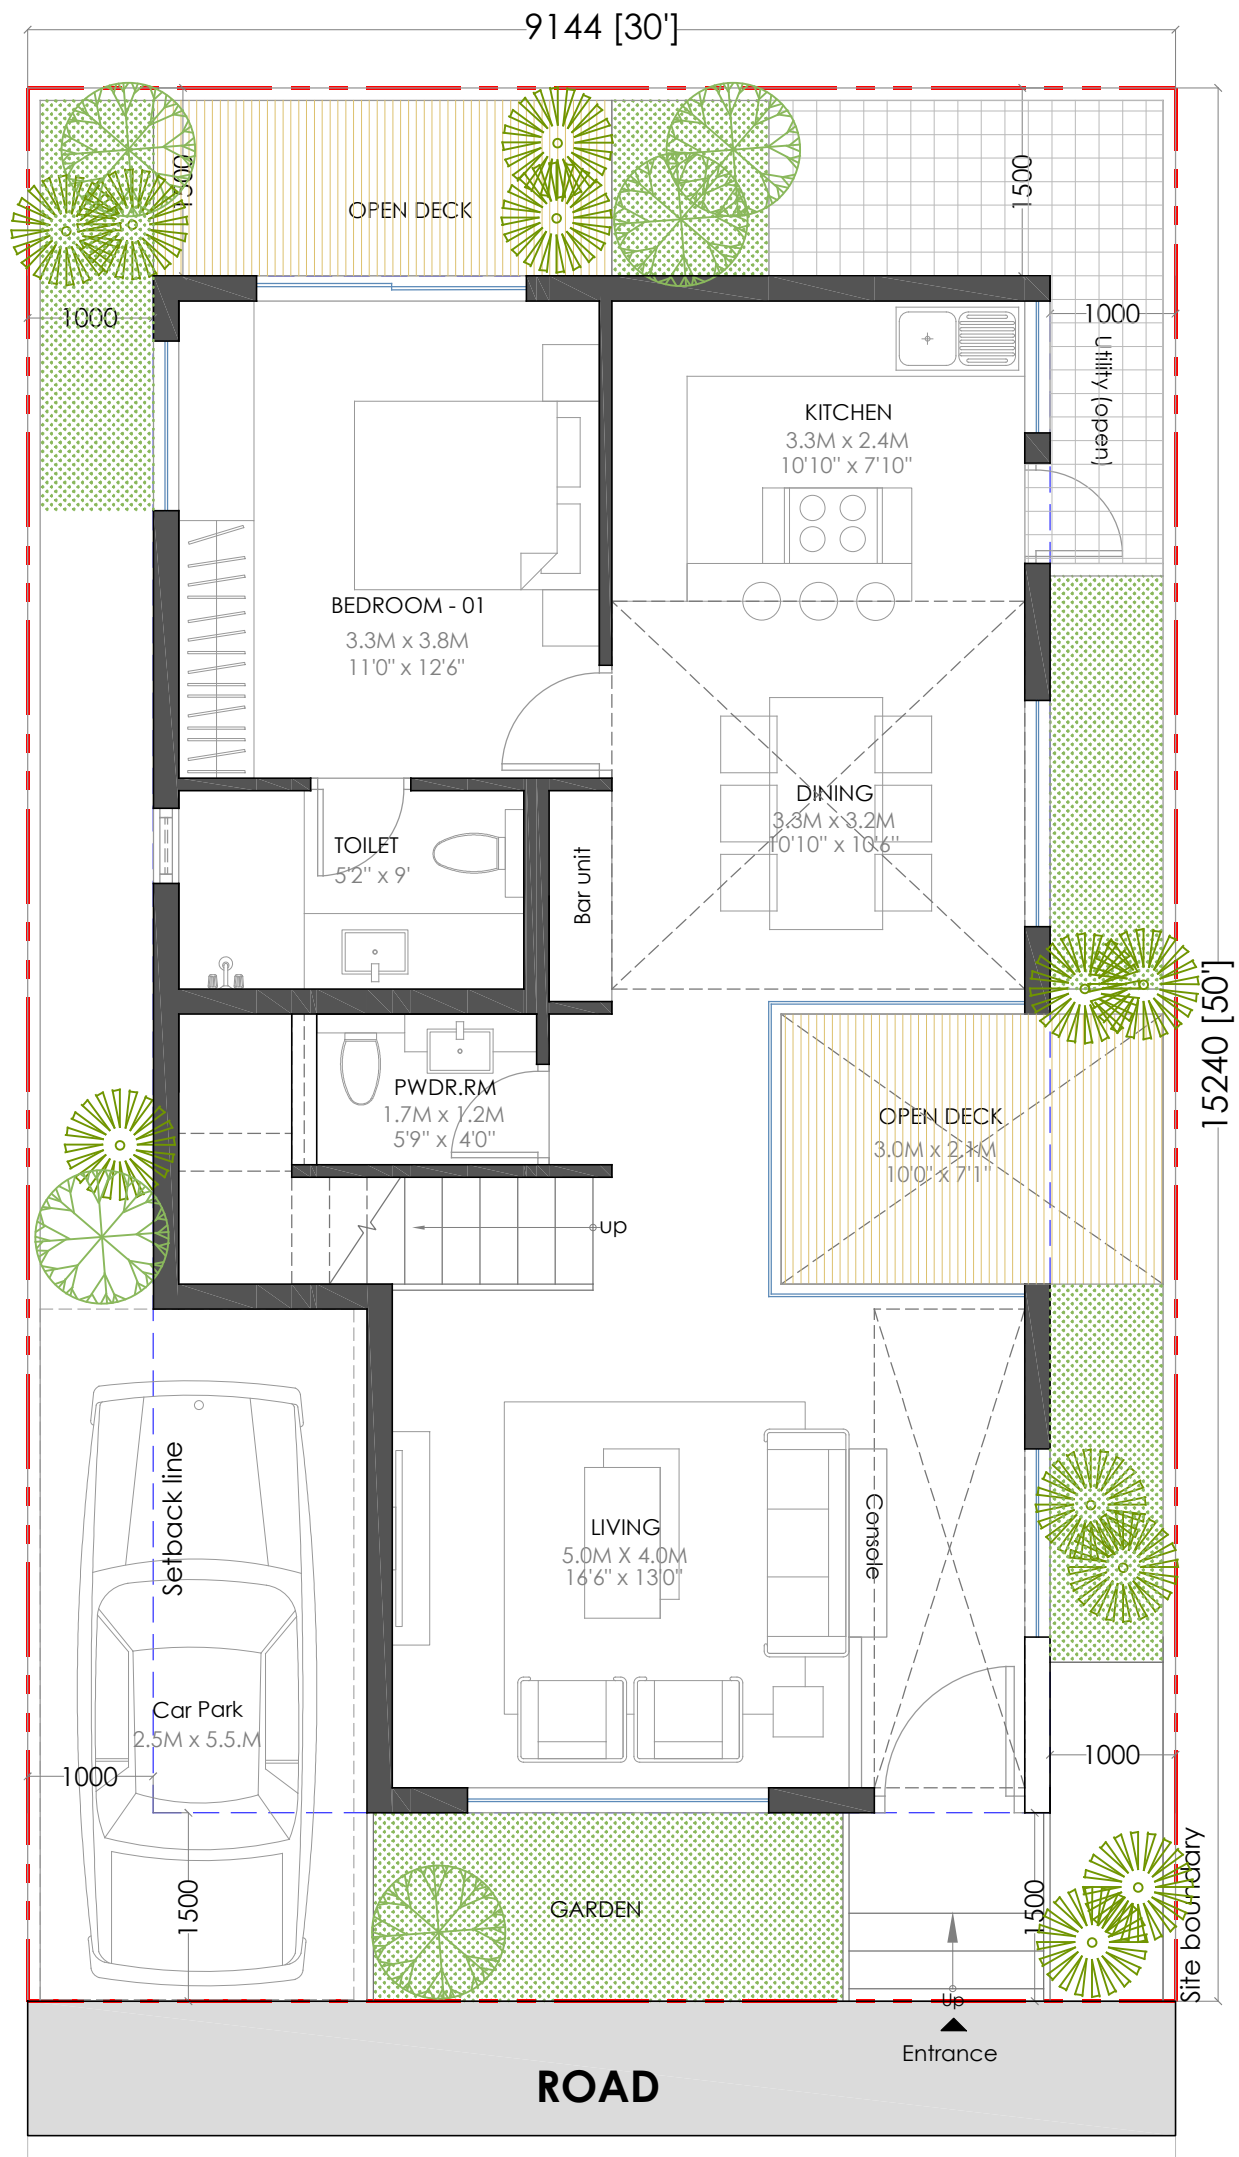 9144 [30']
1500
1500
OPEN DECK
1000
1000
Utility (open)
KITCHEN
3.3M x 2.4M
10'10" x 7'10"
BEDROOM - 01
3.3M x 3.8M
11'0" x 12'6"
DINING
3.3M x 3.2M
10'10" x 10'6"
TOILET
5'2" x 9'
Bar unit
15240 [50']
PWDR.RM
1.7M x 1.2M
5'9" x 4'0"
OPEN DECK
3.0M x 2.1M
10'0" x 7'1"
up
Setback line
Console
LIVING
5.0M X 4.0M
16'6" x 13'0"
Car Park
2.5M x 5.5.M
1000
1000
1500
1500
GARDEN
Site boundary
Up
Entrance
ROAD